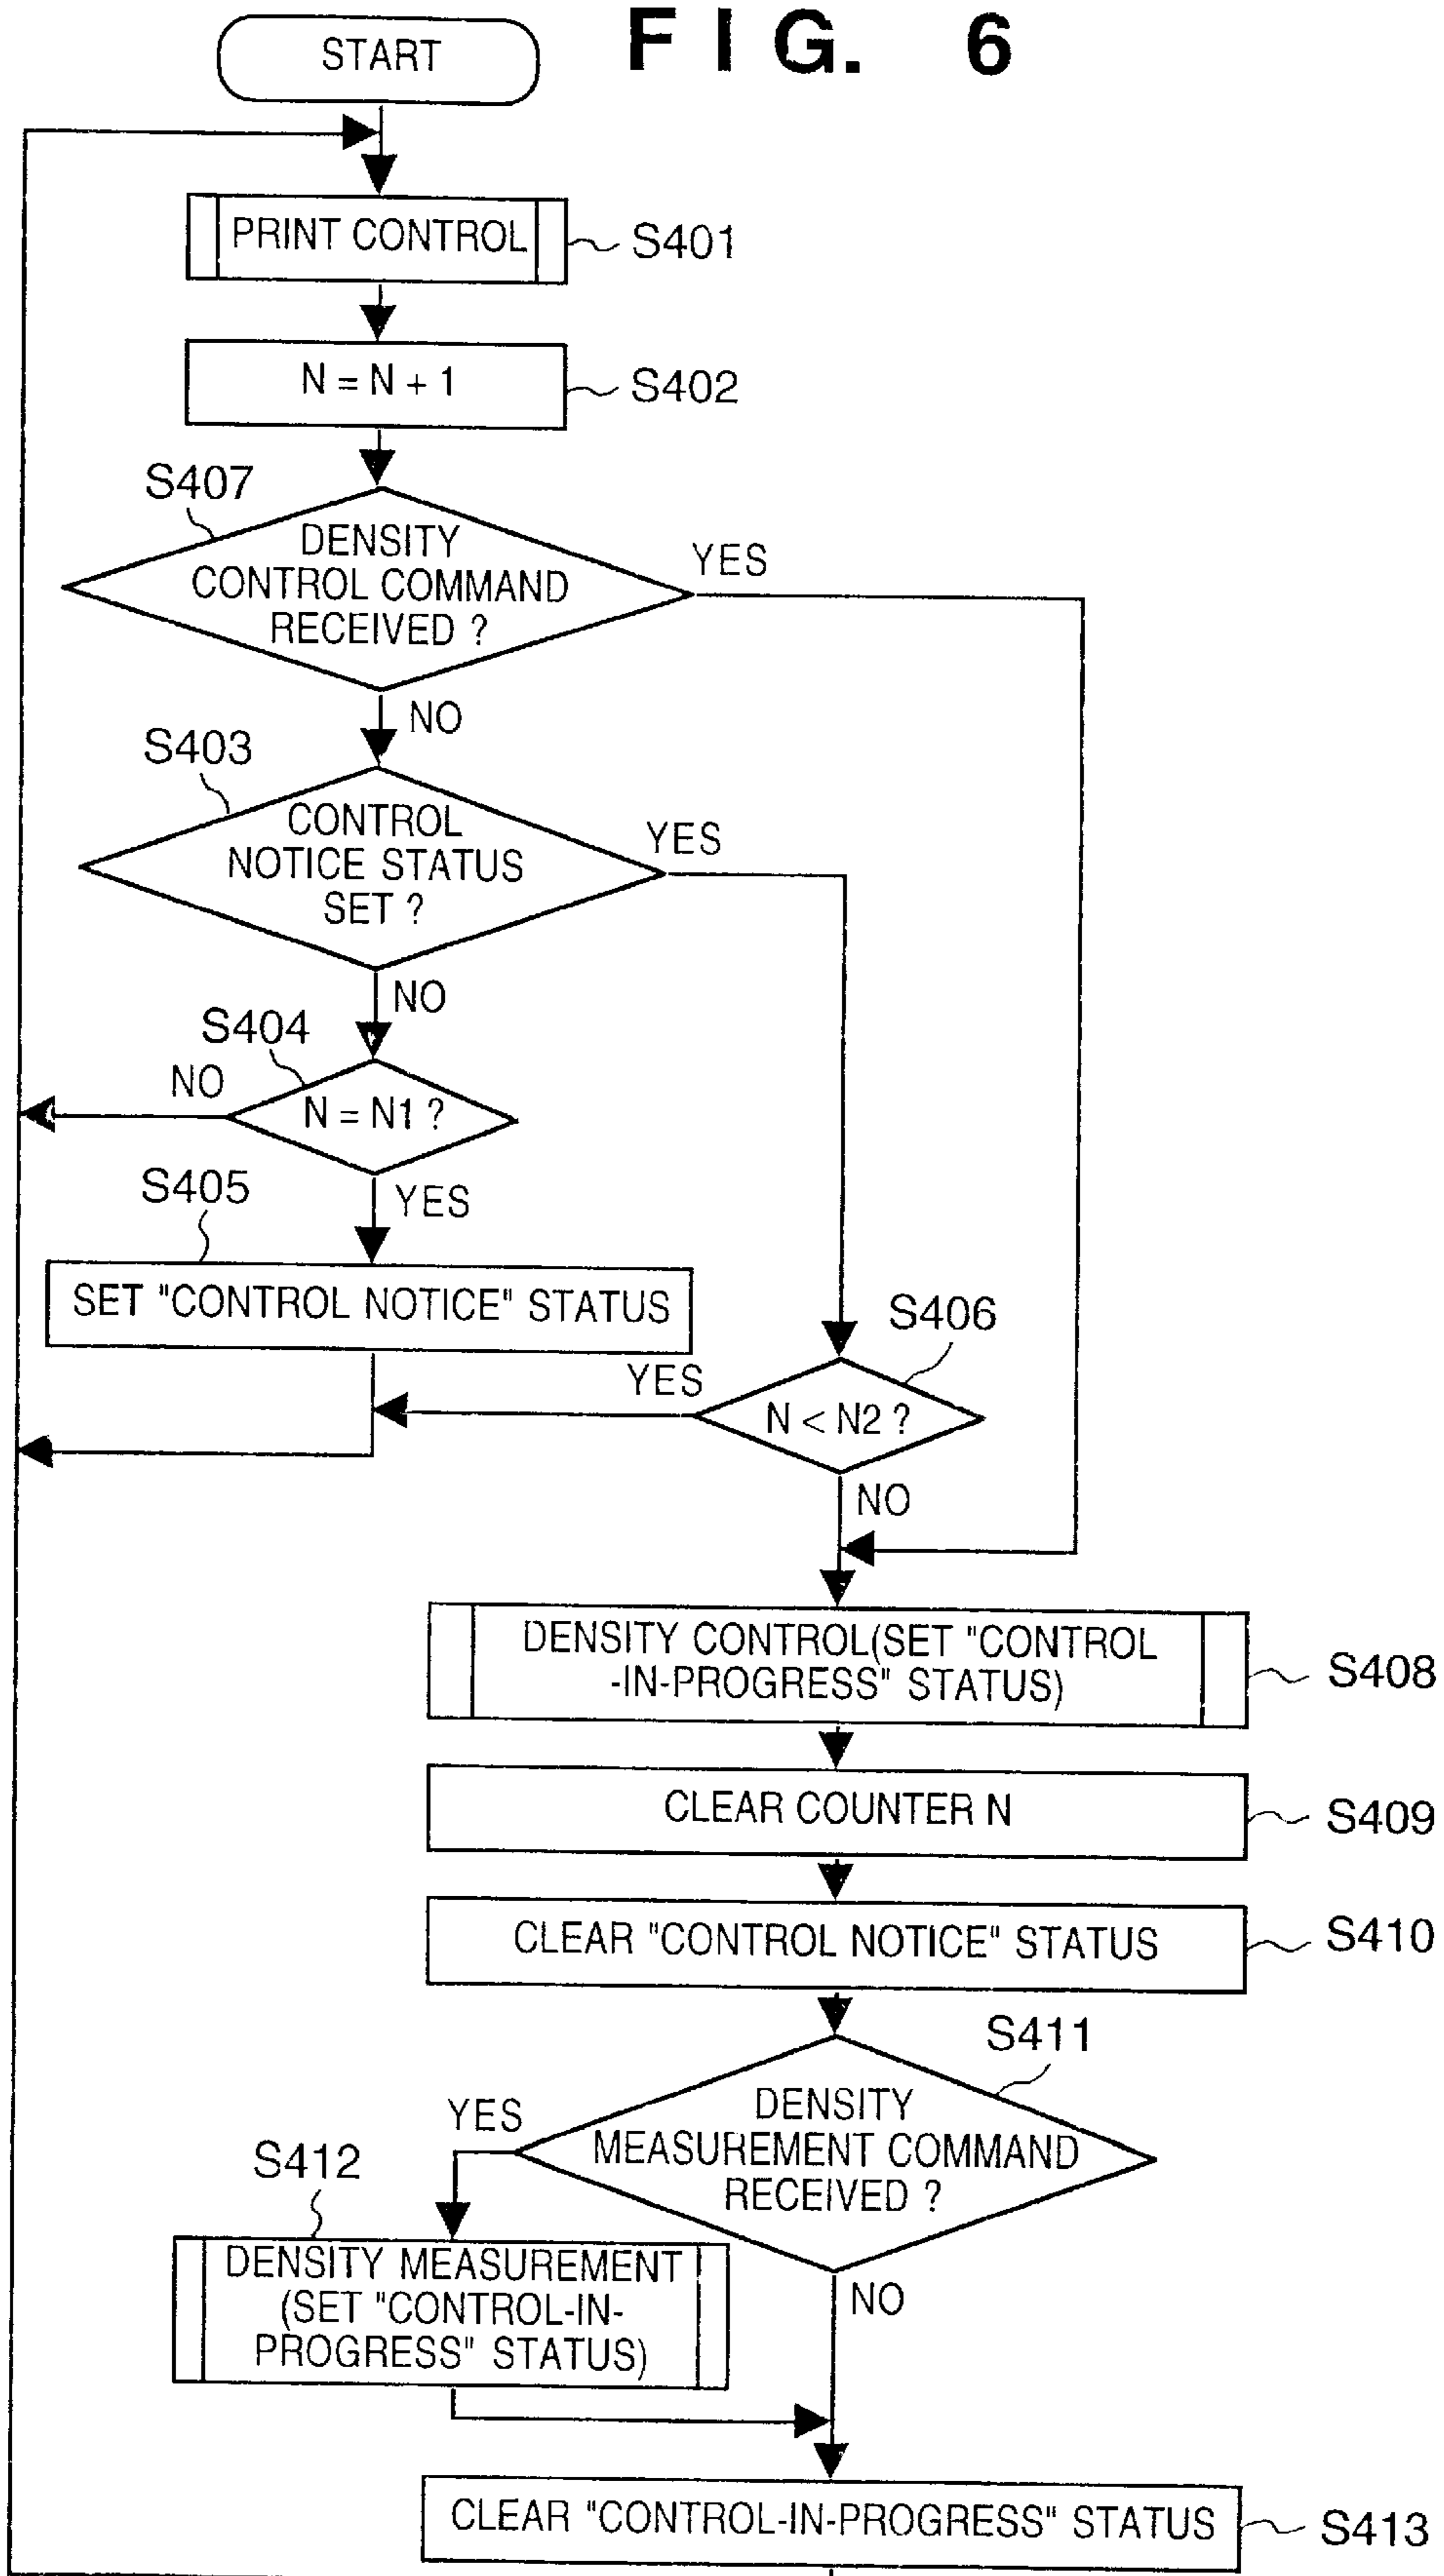 FIG. 6
START
PRINT CONTROL
S401
N = N + 1
S402
S407
DENSITY
CONTROL COMMAND
RECEIVED ?
YES
NO
S403
CONTROL
NOTICE STATUS
SET ?
YES
NO
S404
NO
N = N1 ?
S405
YES
SET "CONTROL NOTICE" STATUS
S406
YES
N < N2 ?
NO
DENSITY CONTROL(SET "CONTROL
-IN-PROGRESS" STATUS)
S408
CLEAR COUNTER N
S409
CLEAR "CONTROL NOTICE" STATUS
S410
S411
YES
DENSITY
MEASUREMENT COMMAND
RECEIVED ?
S412
DENSITY MEASUREMENT
(SET "CONTROL-IN-
PROGRESS" STATUS)
NO
CLEAR "CONTROL-IN-PROGRESS" STATUS
S413